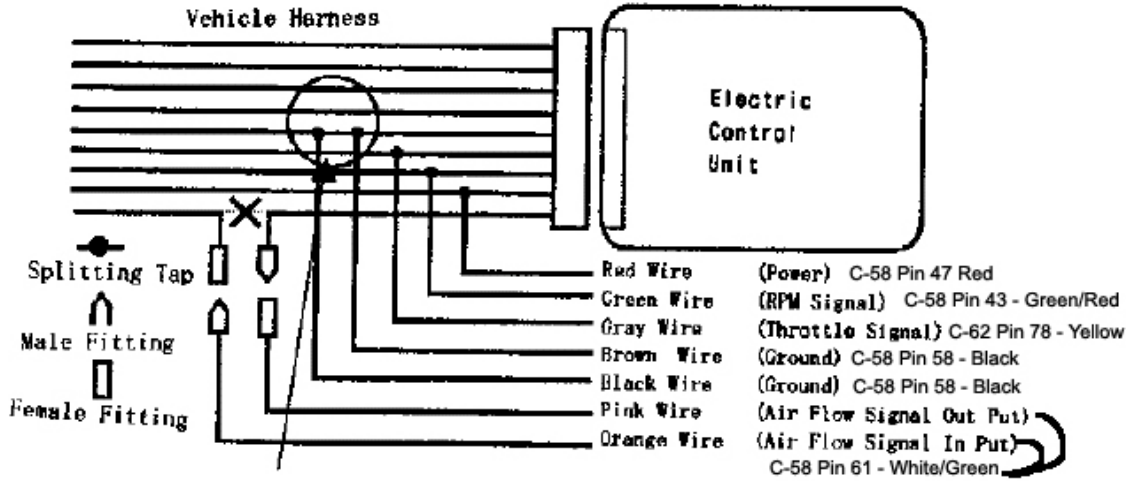 Vehicle Harness
Electric
Control
Unit
Splitting Tap
Male Fitting
Female Fitting
Red Wire (Power) C-58 Pin 47 Red
Green Wire (RPM Signal) C-58 Pin 43 - Green/Red
Gray Wire (Throttle Signal) C-62 Pin 78 - Yellow
Brown Wire (Ground) C-58 Pin 58 - Black
Black Wire (Ground) C-58 Pin 58 - Black
Pink Wire (Air Flow Signal Out Put)
Orange Wire (Air Flow Signal In Put)
C-58 Pin 61 - White/Green